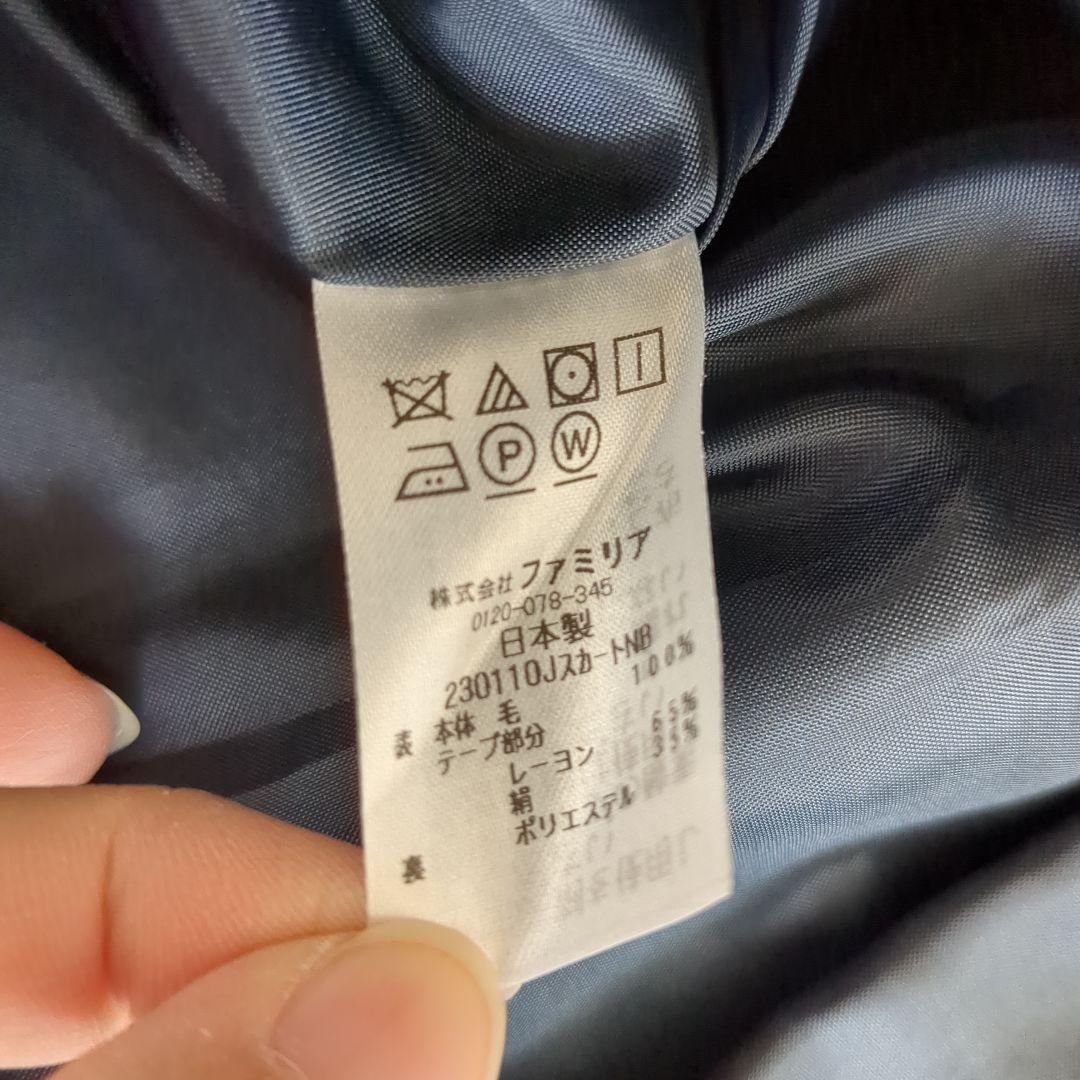 P W
株式会社 ファミリア
0120-078-345
日本製
230110JスカートNB
表 本体 毛 100%
テープ部分
レーヨン 65%
絹 35%
裏 ポリエステル